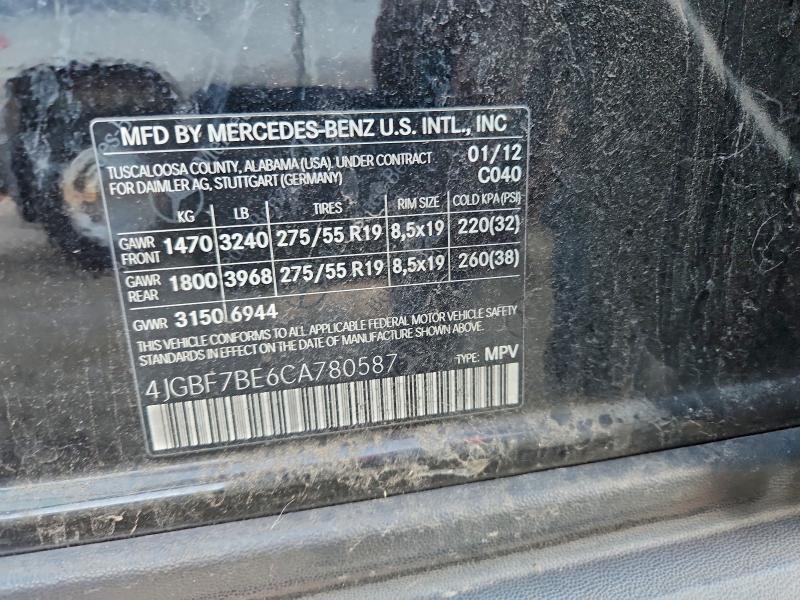 MFD BY MERCEDES-BENZ U.S. INTL., INC
TUSCALOOSA COUNTY, ALABAMA (USA), UNDER CONTRACT 01/12
FOR DAIMLER AG, STUTTGART (GERMANY) C040
KG LB TIRES RIM SIZE COLD KPA (PSI)
GAWR FRONT 1470 3240 275/55 R19 8,5x19 220(32)
GAWR REAR 1800 3968 275/55 R19 8,5x19 260(38)
GVWR 3150 6944
THIS VEHICLE CONFORMS TO ALL APPLICABLE FEDERAL MOTOR VEHICLE SAFETY
STANDARDS IN EFFECT ON THE DATE OF MANUFACTURE SHOWN ABOVE.
4JGBF7BE6CA780587 TYPE: MPV